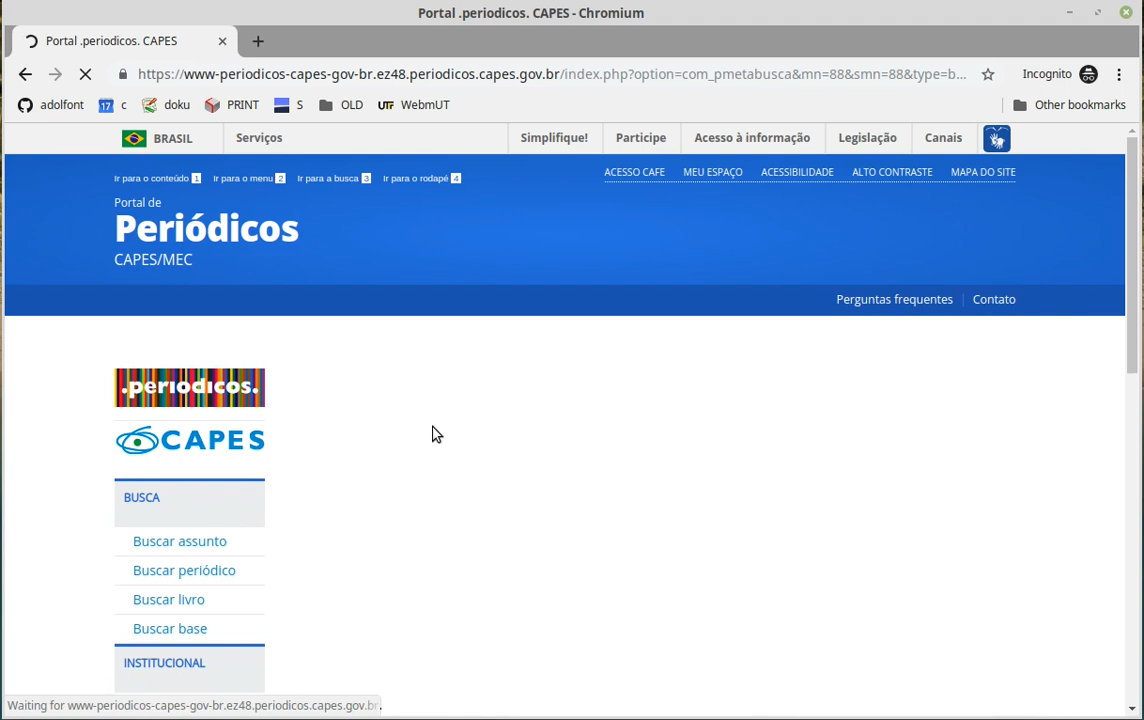 Portal .periodicos. CAPES - Chromium
Portal .periodicos. CAPES
https://www-periodicos-capes-gov-br.ez48.periodicos.capes.gov.br/index.php?option=com_pmetabusca&mn=88&smn=88&type=b...
Incognito
adolfont 17 c doku PRINT S OLD UTF WebmUT Other bookmarks
BRASIL Serviços Simplifique! Participe Acesso à informação Legislação Canais
Ir para o conteúdo 1 Ir para o menu 2 Ir para a busca 3 Ir para o rodapé 4
ACESSO CAFE MEU ESPAÇO ACESSIBILIDADE ALTO CONTRASTE MAPA DO SITE
Portal de
Periódicos
CAPES/MEC
Perguntas frequentes Contato
.periodicos.
CAPES
BUSCA
Buscar assunto
Buscar periódico
Buscar livro
Buscar base
INSTITUCIONAL
Waiting for www-periodicos-capes-gov-br.ez48.periodicos.capes.gov.br.